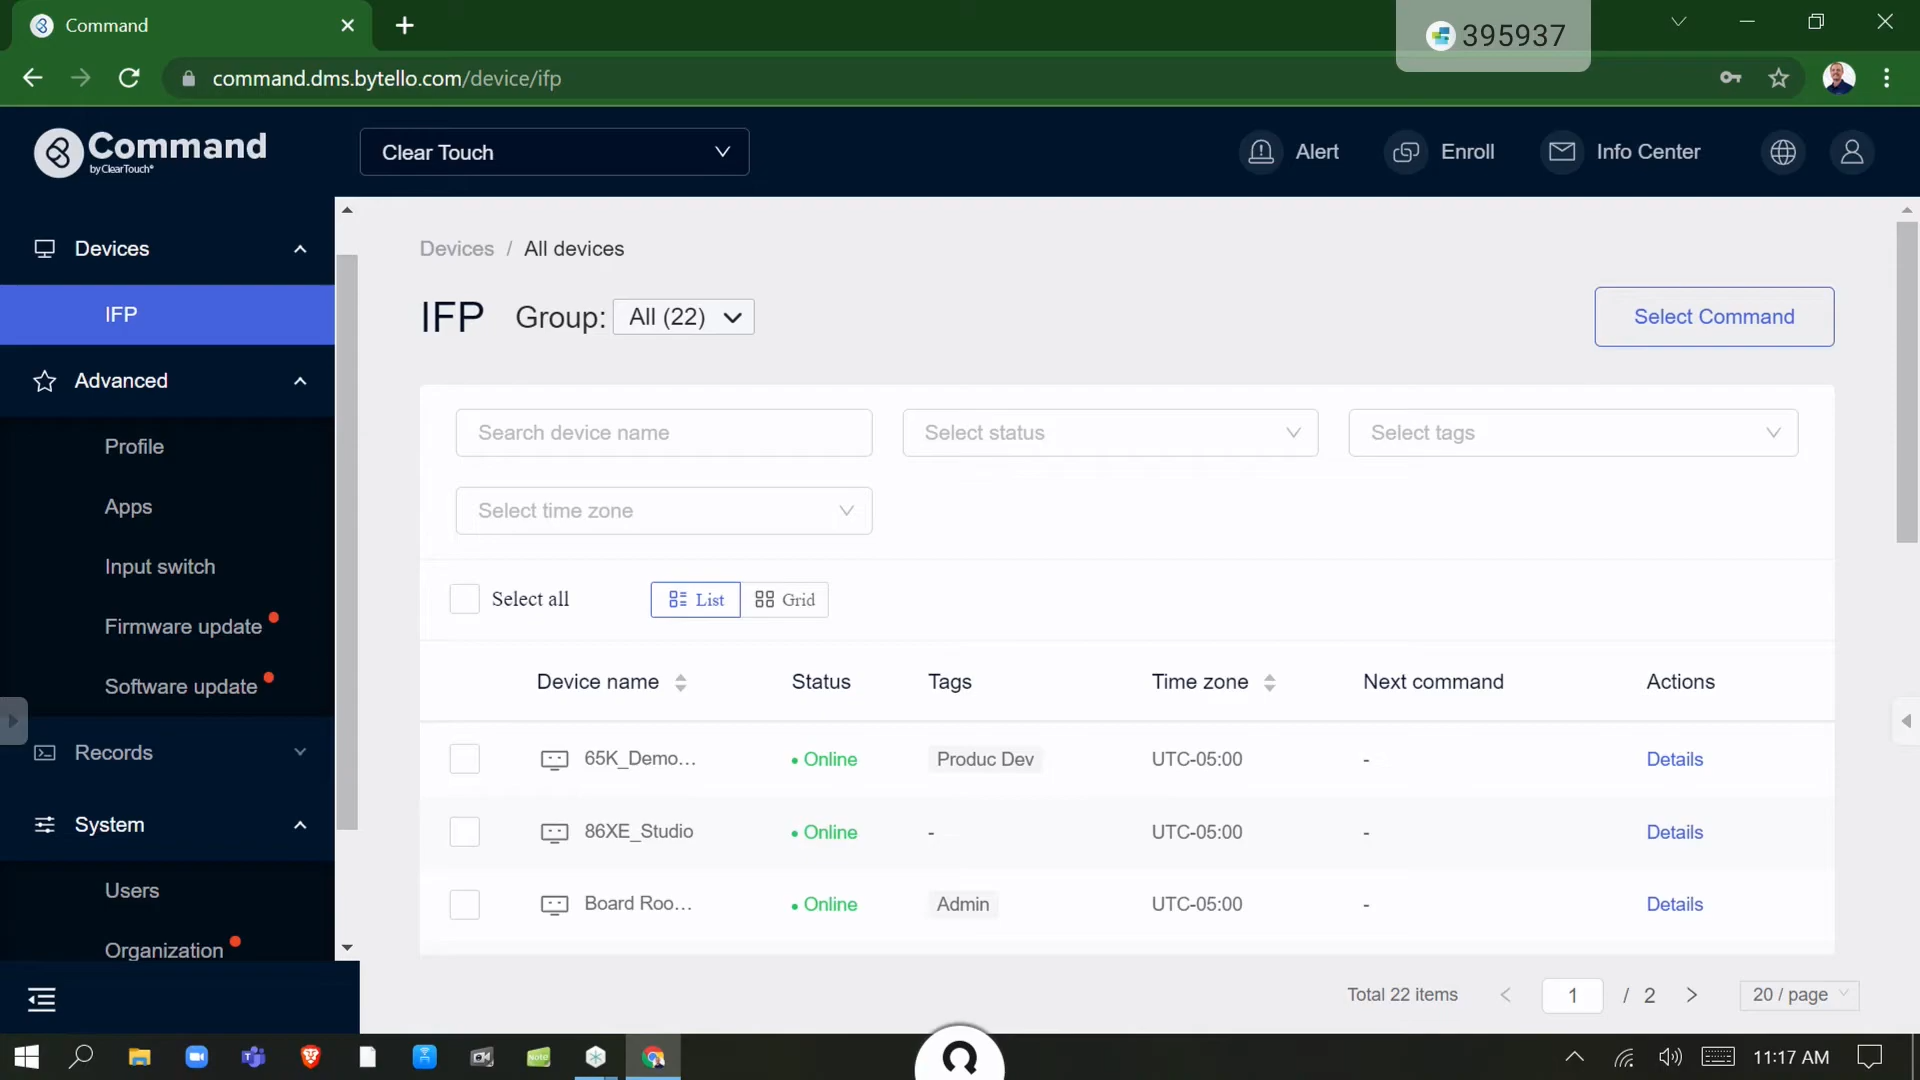 Command
395937
command.dms.bytello.com/device/ifp
Command
by ClearTouch®
Clear Touch
Alert
Enroll
Info Center
Devices
IFP
Advanced
Profile
Apps
Input switch
Firmware update
Software update
Records
System
Users
Organization
Devices / All devices
IFP Group: All (22)
Select Command
Search device name
Select status
Select tags
Select time zone
Select all
List
Grid
Device name Status Tags Time zone Next command Actions
65K_Demo... Online Produc Dev UTC-05:00 - Details
86XE_Studio Online - UTC-05:00 - Details
Board Roo... Online Admin UTC-05:00 - Details
Total 22 items
1 / 2
20 / page
11:17 AM